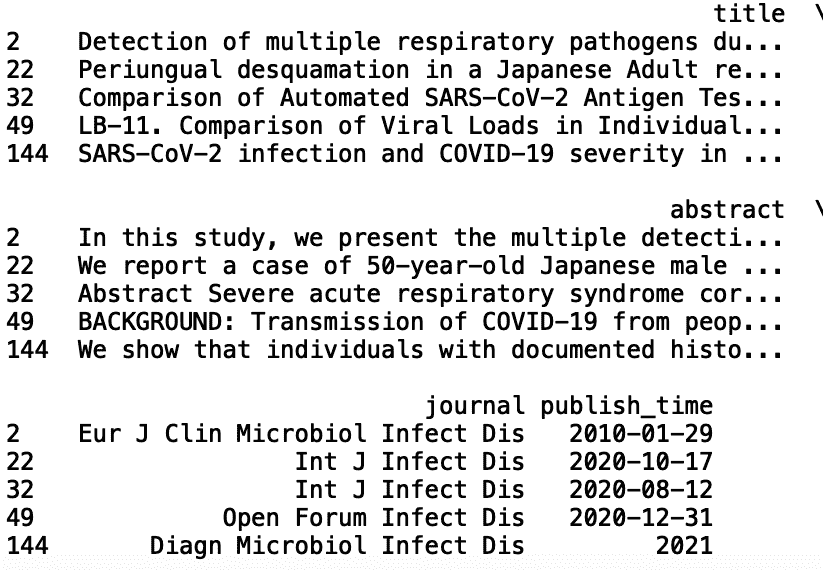 title \
2 Detection of multiple respiratory pathogens du...
22 Periungual desquamation in a Japanese Adult re...
32 Comparison of Automated SARS-CoV-2 Antigen Tes...
49 LB-11. Comparison of Viral Loads in Individual...
144 SARS-CoV-2 infection and COVID-19 severity in ...
abstract \
2 In this study, we present the multiple detecti...
22 We report a case of 50-year-old Japanese male ...
32 Abstract Severe acute respiratory syndrome cor...
49 BACKGROUND: Transmission of COVID-19 from peop...
144 We show that individuals with documented histo...
journal publish_time
2 Eur J Clin Microbiol Infect Dis 2010-01-29
22 Int J Infect Dis 2020-10-17
32 Int J Infect Dis 2020-08-12
49 Open Forum Infect Dis 2020-12-31
144 Diagn Microbiol Infect Dis 2021